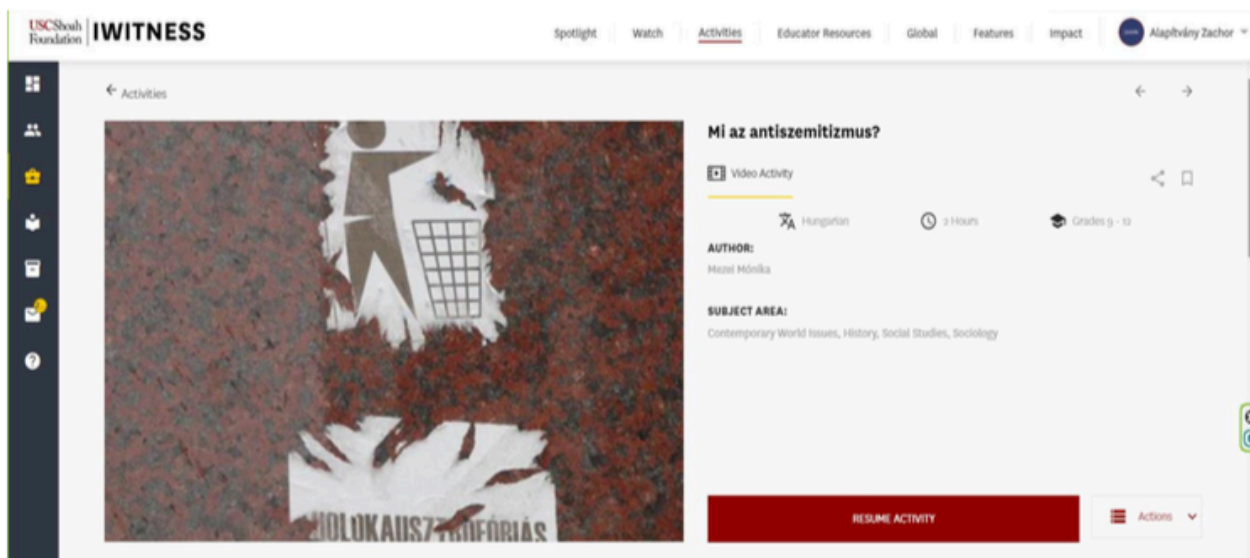 USC Shoah
Foundation
IWITNESS
Spotlight
Watch
Activities
Educator Resources
Global
Features
Impact
Alapítvány Zachor
Activities
Mi az antiszemitizmus?
Video Activity
Hungarian
2 Hours
Grades 9 - 12
AUTHOR:
Mezei Mónika
SUBJECT AREA:
Contemporary World Issues, History, Social Studies, Sociology
RESUME ACTIVITY
Actions